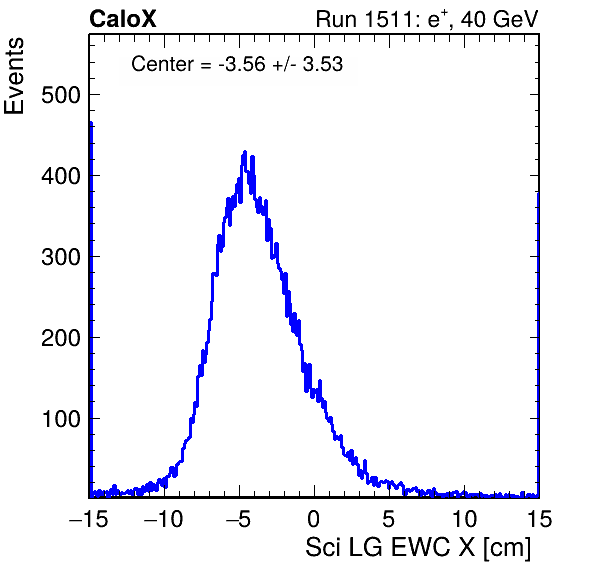 CaloX Run 1511: e⁺, 40 GeV
Center = -3.56 +/- 3.53
Events
500
400
300
200
100
−15 −10 −5 0 5 10 15
Sci LG EWC X [cm]